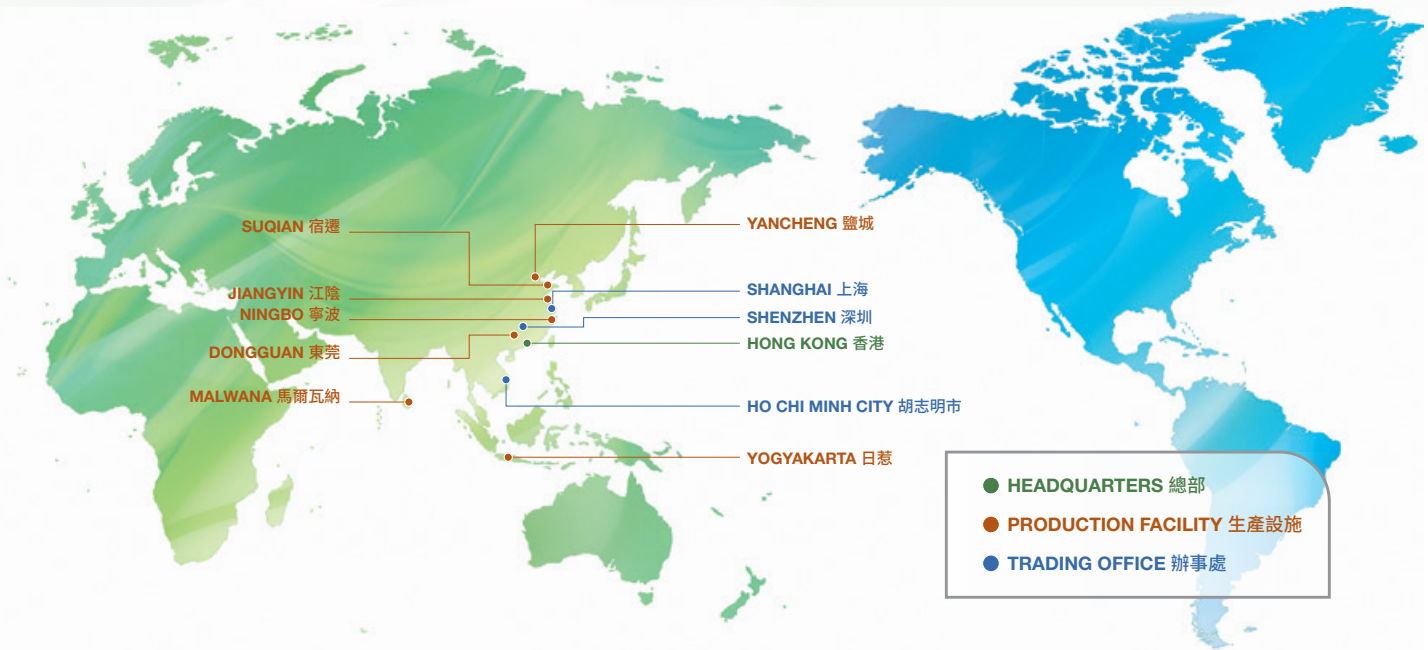 SUQIAN 宿遷
JIANGYIN 江陰
NINGBO 寧波
DONGGUAN 東莞
MALWANA 馬爾瓦納
YANCHENG 鹽城
SHANGHAI 上海
SHENZHEN 深圳
HONG KONG 香港
HO CHI MINH CITY 胡志明市
YOGYAKARTA 日惹
HEADQUARTERS 總部
PRODUCTION FACILITY 生產設施
TRADING OFFICE 辦事處